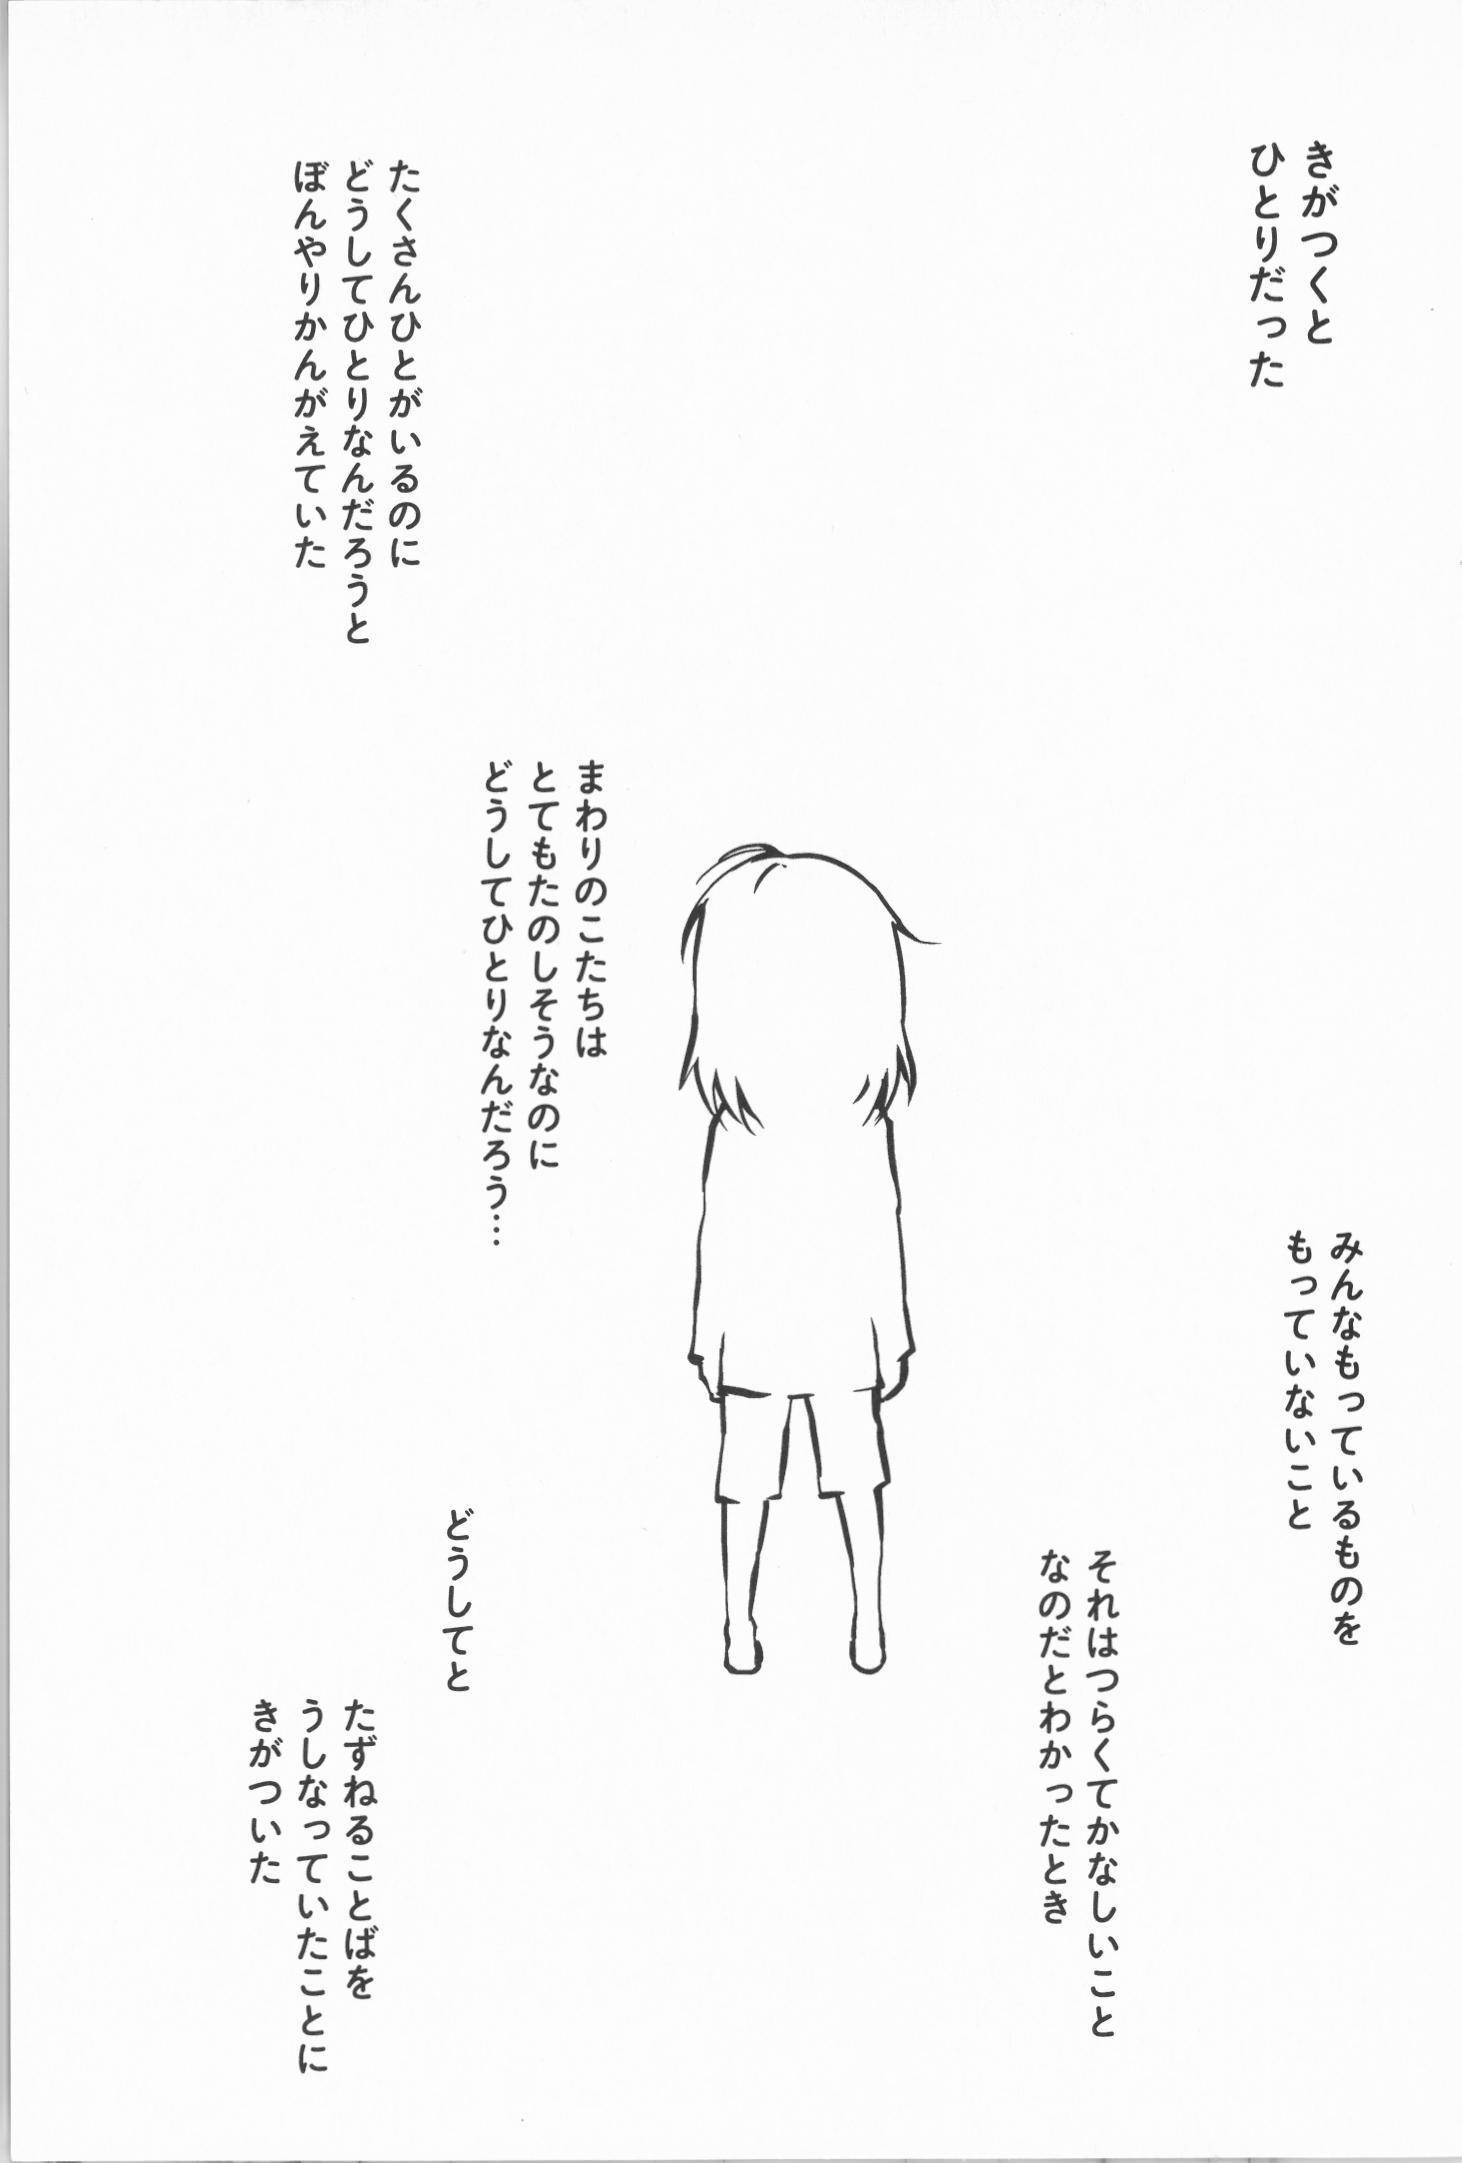 きがつくと
ひとりだった
たくさんひとがいるのに
どうしてひとりなんだろうと
ぼんやりかんがえていた
まわりのこたちは
とてもたのしそうなのに
どうしてひとりなんだろう…
みんなもっているものを
もっていないこと
それはつらくてかなしいこと
なのだとわかったとき
どうしてと
たずねることばを
うしなっていたことに
きがついた